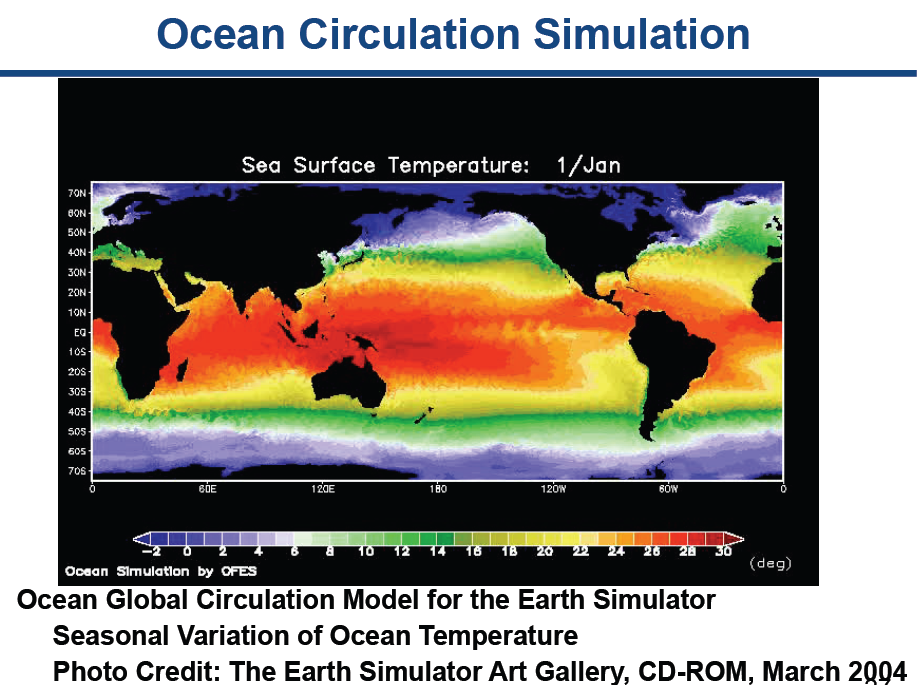 Ocean Circulation Simulation
Sea Surface Temperature: 1/Jan
70N
60N
50N
40N
30N
20N
10N
EQ
10S
20S
30S
40S
50S
60S
70S
0 60E 120E 180 120W 60W 0
-2 0 2 4 6 8 10 12 14 16 18 20 22 24 26 28 30
(deg)
Ocean Simulation by OFES
Ocean Global Circulation Model for the Earth Simulator
Seasonal Variation of Ocean Temperature
Photo Credit: The Earth Simulator Art Gallery, CD-ROM, March 2004